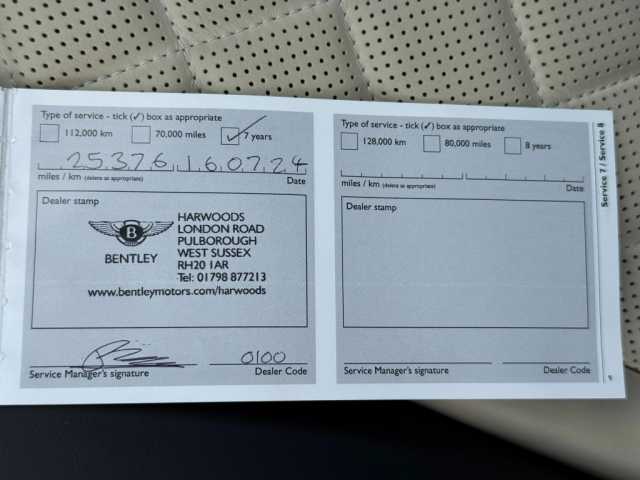 Type of service - tick (✓) box as appropriate
112,000 km 70,000 miles ✓ 7 years
25376 160724
miles / km (delete as appropriate) Date
Dealer stamp
B
BENTLEY
HARWOODS
LONDON ROAD
PULBOROUGH
WEST SUSSEX
RH20 1AR
Tel: 01798 877213
www.bentleymotors.com/harwoods
0100
Service Manager's signature Dealer Code
Type of service - tick (✓) box as appropriate
128,000 km 80,000 miles 8 years
miles / km (delete as appropriate) Date
Dealer stamp
Service Manager's signature Dealer Code
Service 7 / Service 8